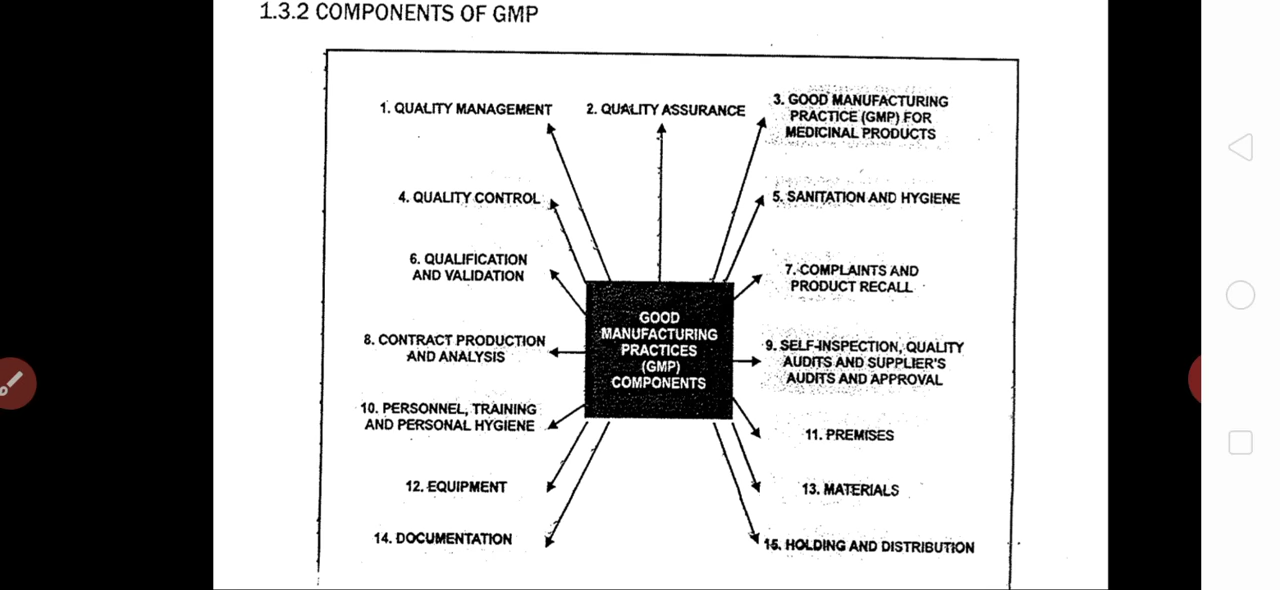 1.3.2 COMPONENTS OF GMP
1. QUALITY MANAGEMENT
2. QUALITY ASSURANCE
3. GOOD MANUFACTURING
PRACTICE (GMP) FOR
MEDICINAL PRODUCTS
4. QUALITY CONTROL
5. SANITATION AND HYGIENE
6. QUALIFICATION
AND VALIDATION
7. COMPLAINTS AND
PRODUCT RECALL
8. CONTRACT PRODUCTION
AND ANALYSIS
GOOD
MANUFACTURING
PRACTICES
(GMP)
COMPONENTS
9. SELF-INSPECTION, QUALITY
AUDITS AND SUPPLIER'S
AUDITS AND APPROVAL
10. PERSONNEL, TRAINING
AND PERSONAL HYGIENE
11. PREMISES
12. EQUIPMENT
13. MATERIALS
14. DOCUMENTATION
15. HOLDING AND DISTRIBUTION